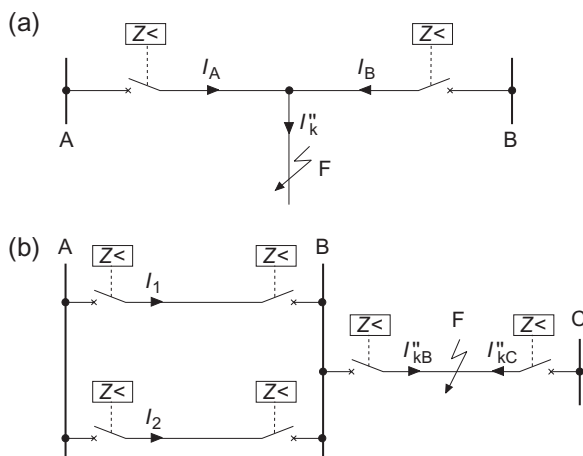 (a)
Z<
Z<
I_A
I_B
A
I"_k
B
F
(b)
A
B
Z<
Z<
I_1
F
C
Z<
Z<
I"_kB
I"_kC
Z<
Z<
I_2